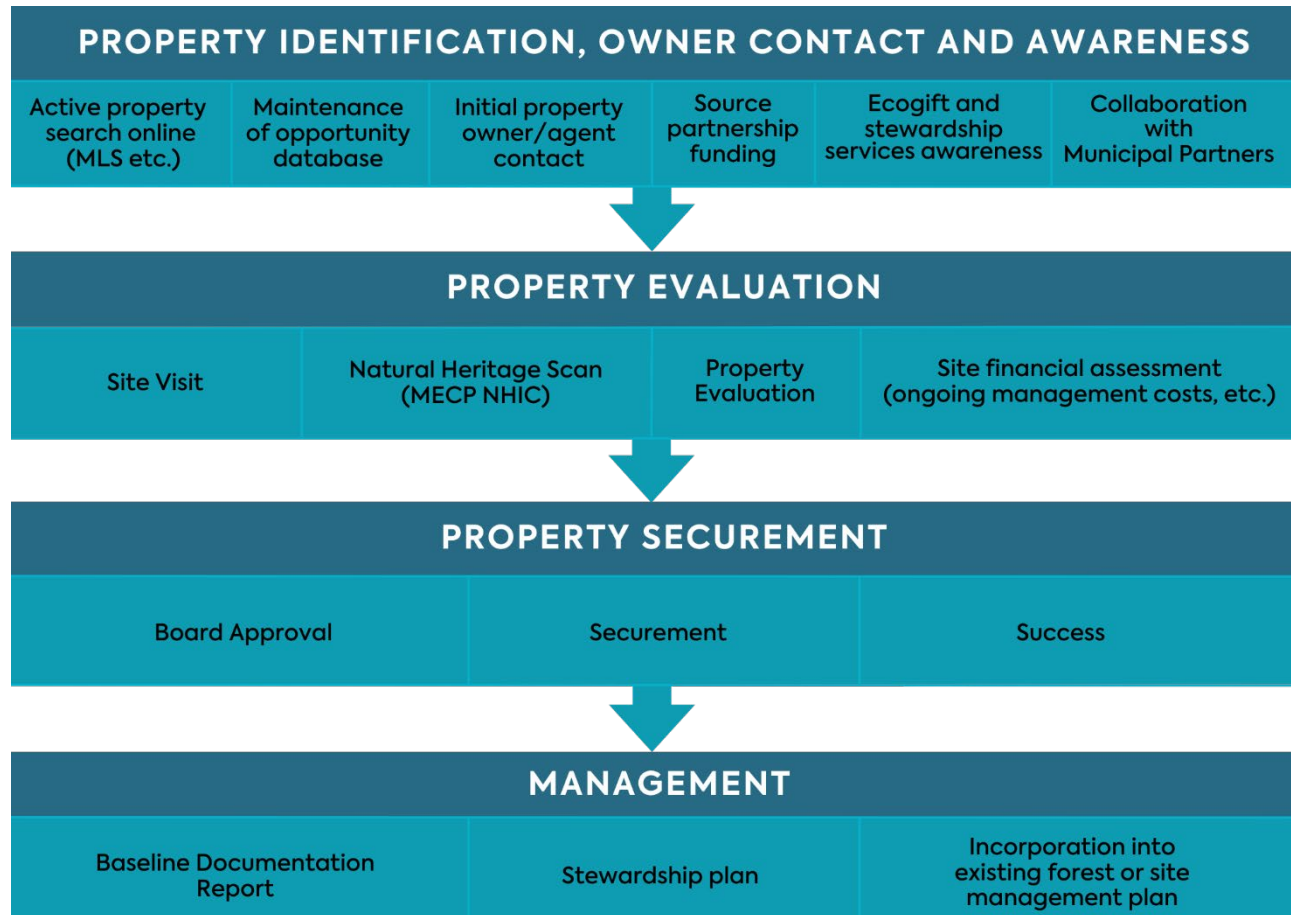 PROPERTY IDENTIFICATION, OWNER CONTACT AND AWARENESS
Active property
search online
(MLS etc.)
Maintenance
of opportunity
database
Initial property
owner/agent
contact
Source
partnership
funding
Ecogift and
stewardship
services awareness
Collaboration
with
Municipal Partners
PROPERTY EVALUATION
Site Visit
Natural Heritage Scan
(MECP NHIC)
Property
Evaluation
Site financial assessment
(ongoing management costs, etc.)
PROPERTY SECUREMENT
Board Approval
Securement
Success
MANAGEMENT
Baseline Documentation
Report
Stewardship plan
Incorporation into
existing forest or site
management plan